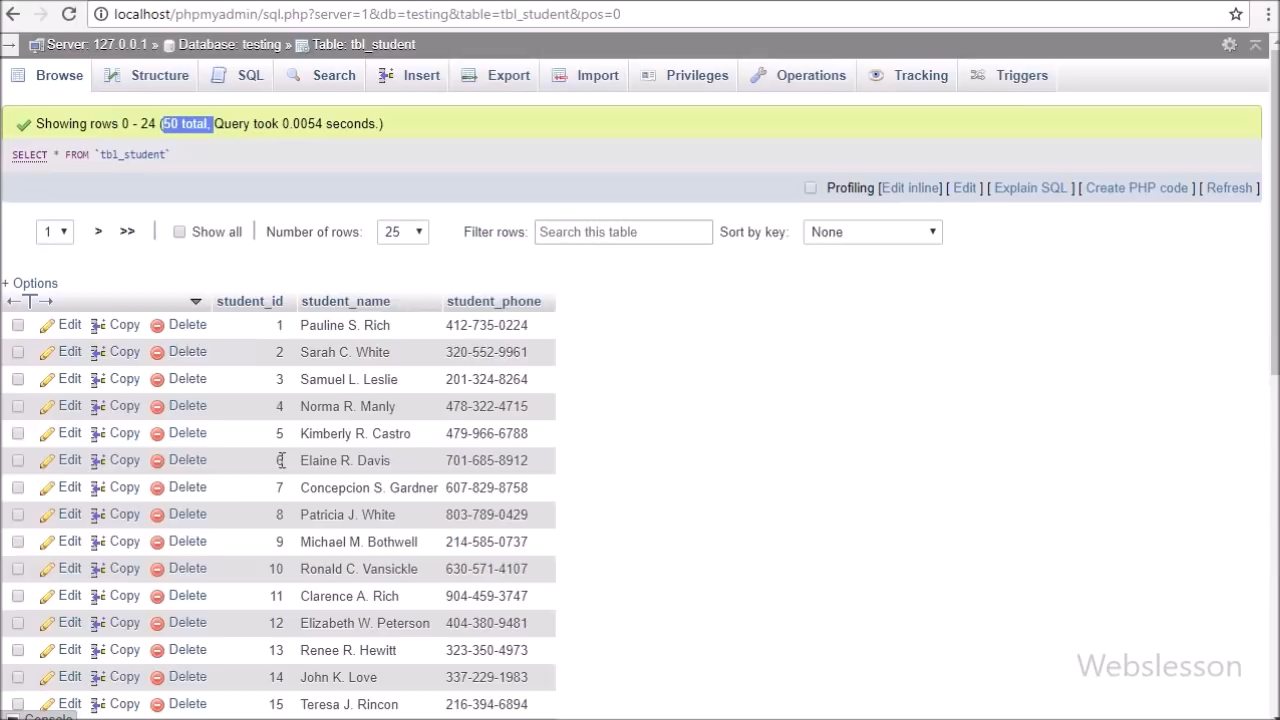 localhost/phpmyadmin/sql.php?server=1&db=testing&table=tbl_student&pos=0
Server: 127.0.0.1 » Database: testing » Table: tbl_student
Browse Structure SQL Search Insert Export Import Privileges Operations Tracking Triggers
Showing rows 0 - 24 (50 total, Query took 0.0054 seconds.)
SELECT * FROM `tbl_student`
Profiling [Edit inline] [ Edit ] [ Explain SQL ] [ Create PHP code ] [ Refresh ]
1 > >> Show all Number of rows: 25 Filter rows: Search this table Sort by key: None
+ Options
student_id student_name student_phone
Edit Copy Delete 1 Pauline S. Rich 412-735-0224
Edit Copy Delete 2 Sarah C. White 320-552-9961
Edit Copy Delete 3 Samuel L. Leslie 201-324-8264
Edit Copy Delete 4 Norma R. Manly 478-322-4715
Edit Copy Delete 5 Kimberly R. Castro 479-966-6788
Edit Copy Delete 6 Elaine R. Davis 701-685-8912
Edit Copy Delete 7 Concepcion S. Gardner 607-829-8758
Edit Copy Delete 8 Patricia J. White 803-789-0429
Edit Copy Delete 9 Michael M. Bothwell 214-585-0737
Edit Copy Delete 10 Ronald C. Vansickle 630-571-4107
Edit Copy Delete 11 Clarence A. Rich 904-459-3747
Edit Copy Delete 12 Elizabeth W. Peterson 404-380-9481
Edit Copy Delete 13 Renee R. Hewitt 323-350-4973
Edit Copy Delete 14 John K. Love 337-229-1983
Edit Copy Delete 15 Teresa J. Rincon 216-394-6894
Console
Webslesson